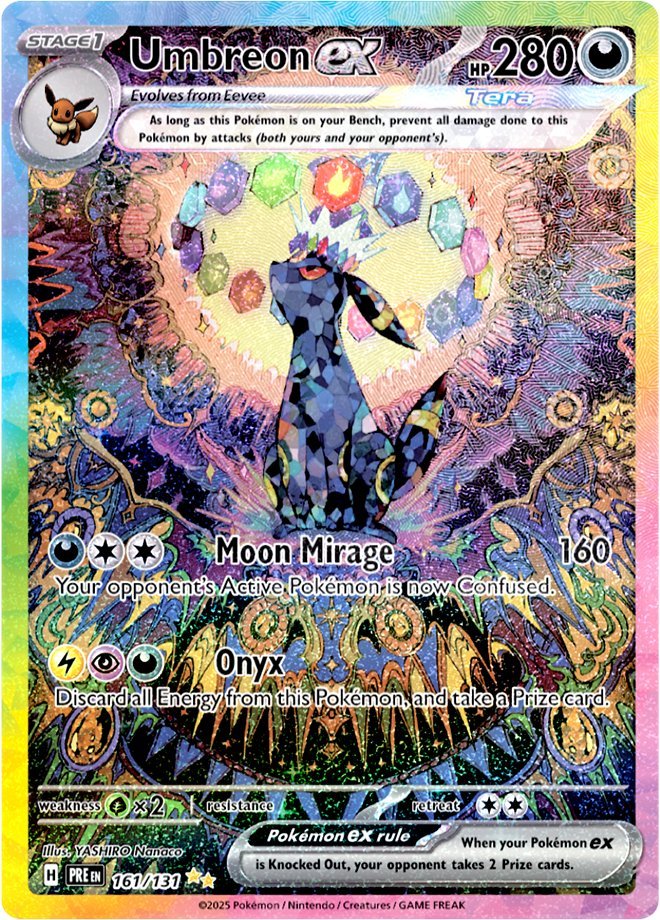 STAGE1 Umbreon ex HP 280
Evolves from Eevee Tera
As long as this Pokémon is on your Bench, prevent all damage done to this
Pokémon by attacks (both yours and your opponent's).
Moon Mirage 160
Your opponent's Active Pokémon is now Confused.
Onyx
Discard all Energy from this Pokémon, and take a Prize card.
weakness ×2 resistance retreat
Illus. YASHIRO Nanaco
Pokémon ex rule
When your Pokémon ex
is Knocked Out, your opponent takes 2 Prize cards.
H PRE EN 161/131
©2025 Pokémon / Nintendo / Creatures / GAME FREAK